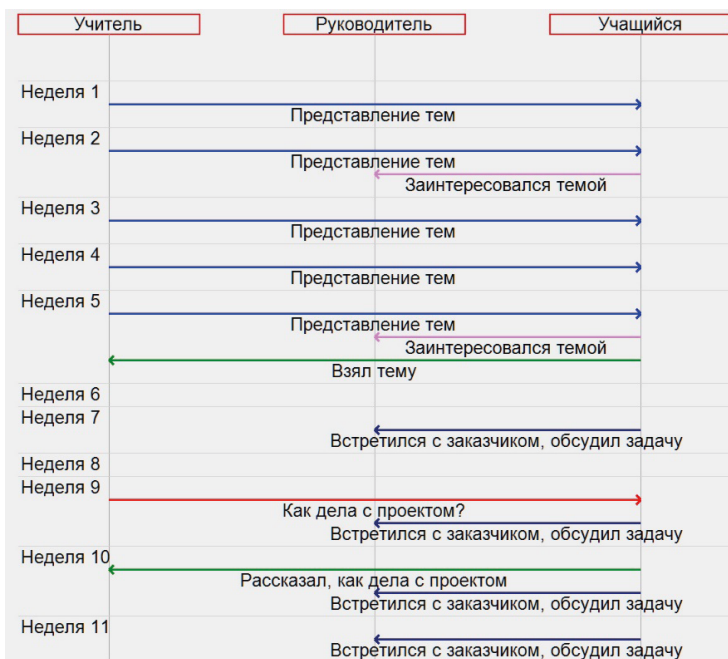 Учитель
Руководитель
Учащийся
Неделя 1
Представление тем
Неделя 2
Представление тем
Заинтересовался темой
Неделя 3
Представление тем
Неделя 4
Представление тем
Неделя 5
Представление тем
Заинтересовался темой
Взял тему
Неделя 6
Неделя 7
Встретился с заказчиком, обсудил задачу
Неделя 8
Неделя 9
Как дела с проектом?
Встретился с заказчиком, обсудил задачу
Неделя 10
Рассказал, как дела с проектом
Встретился с заказчиком, обсудил задачу
Неделя 11
Встретился с заказчиком, обсудил задачу